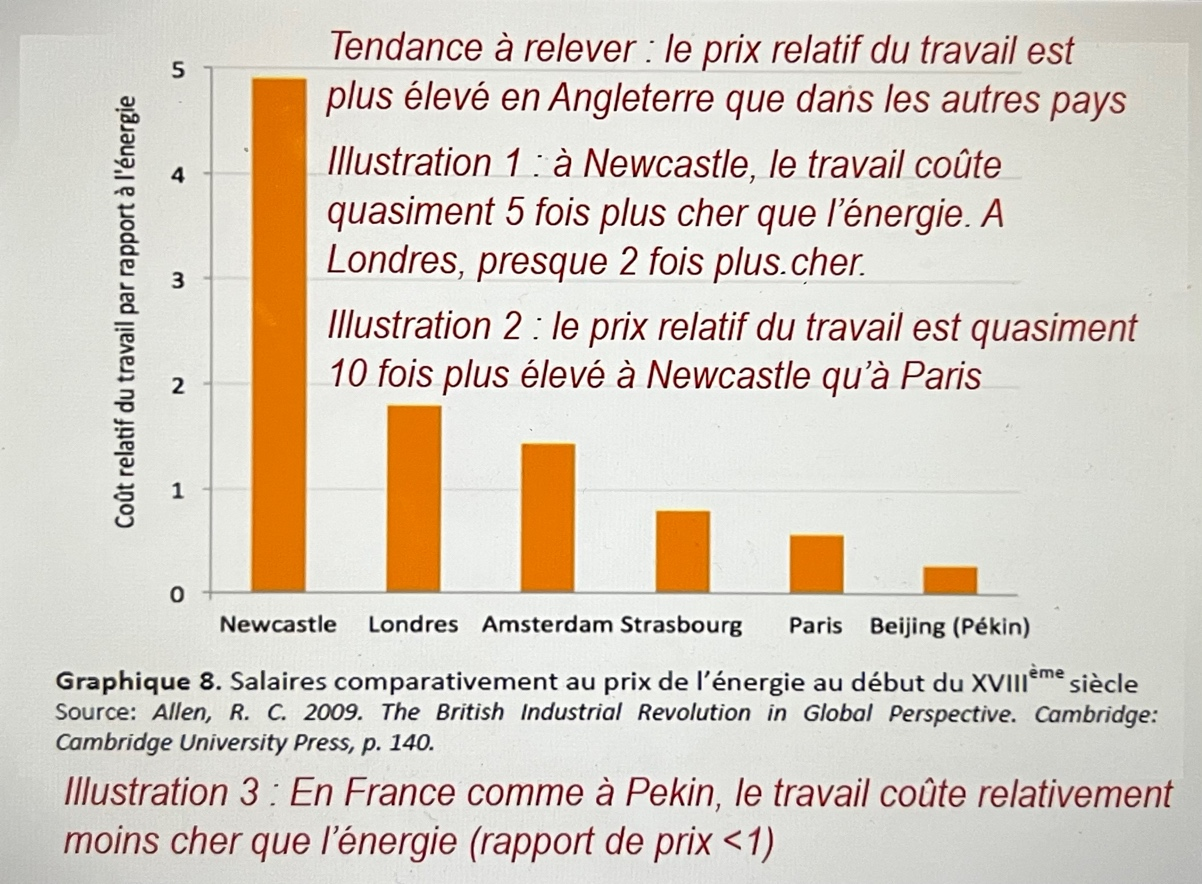 Tendance à relever : le prix relatif du travail est
plus élevé en Angleterre que dans les autres pays
Illustration 1 : à Newcastle, le travail coûte
quasiment 5 fois plus cher que l'énergie. A
Londres, presque 2 fois plus cher.
Illustration 2 : le prix relatif du travail est quasiment
10 fois plus élevé à Newcastle qu'à Paris
Coût relatif du travail par rapport à l'énergie
5
4
3
2
1
0
Newcastle Londres Amsterdam Strasbourg Paris Beijing (Pékin)
Graphique 8. Salaires comparativement au prix de l'énergie au début du XVIIIème siècle
Source: Allen, R. C. 2009. The British Industrial Revolution in Global Perspective. Cambridge:
Cambridge University Press, p. 140.
Illustration 3 : En France comme à Pekin, le travail coûte relativement
moins cher que l'énergie (rapport de prix <1)